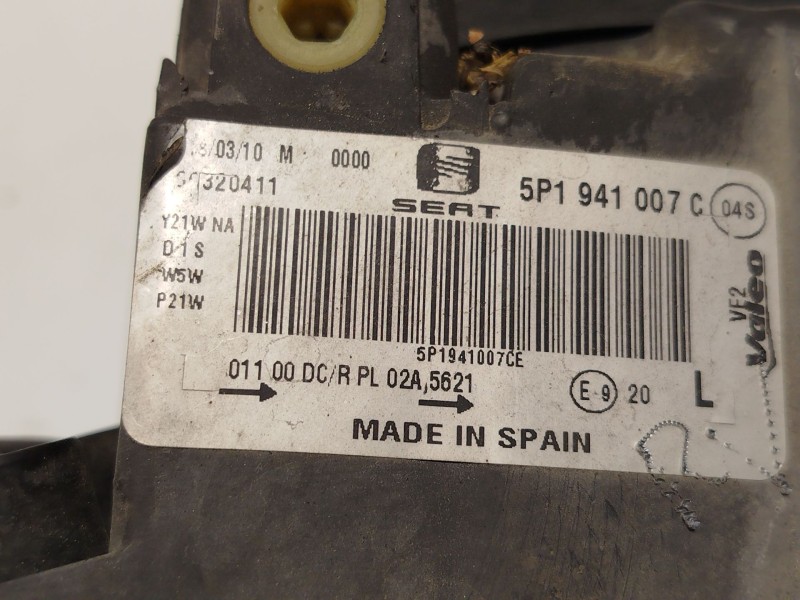 /03/10 M 0000
320411
SEAT
5P1 941 007 C 04S
Y21W NA
D1S
W5W
P21W
VE2
Valeo
5P1941007CE
011 00 DC/R PL 02A,5621
E 9 20
L
MADE IN SPAIN